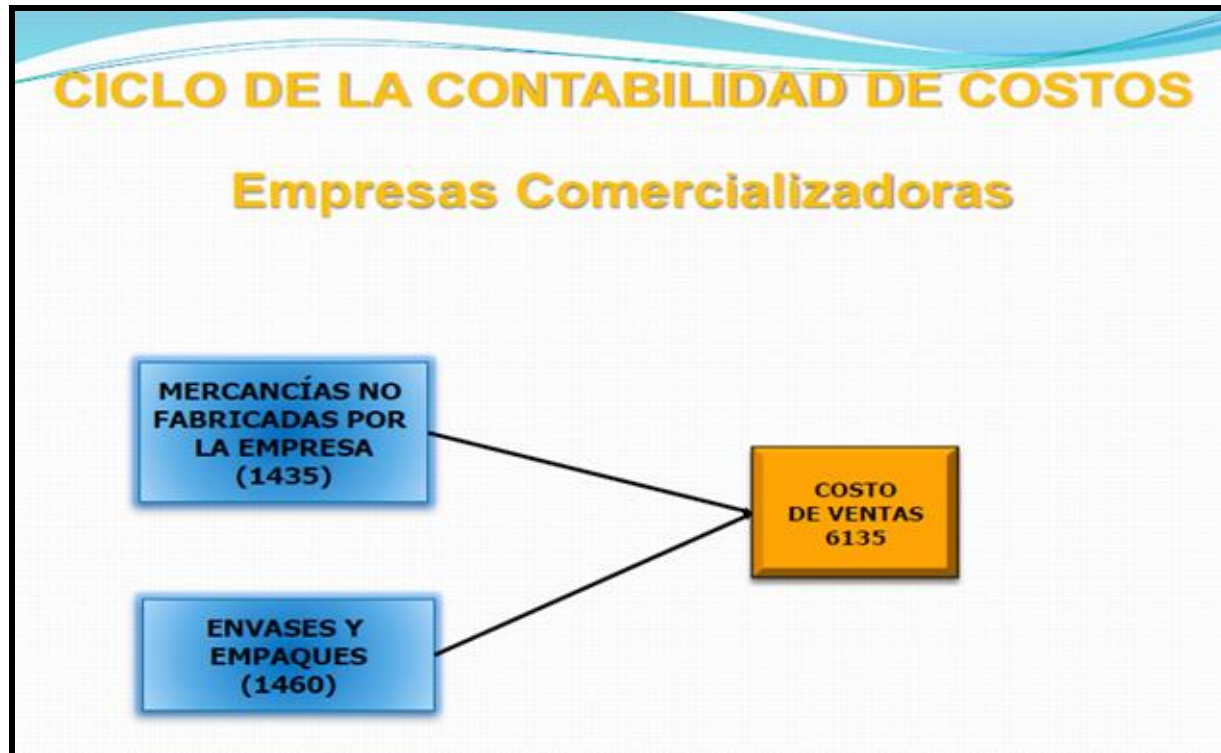 CICLO DE LA CONTABILIDAD DE COSTOS
Empresas Comercializadoras
MERCANCÍAS NO
FABRICADAS POR
LA EMPRESA
(1435)
COSTO
DE VENTAS
6135
ENVASES Y
EMPAQUES
(1460)